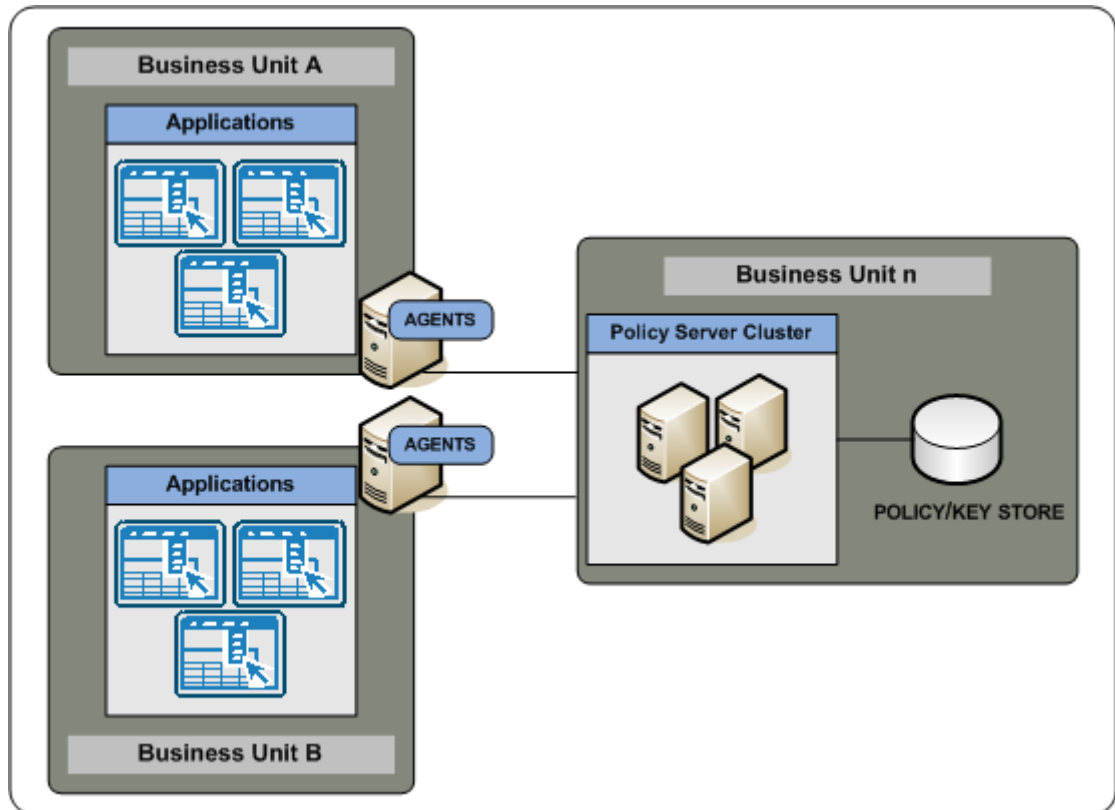 Business Unit A
Applications
AGENTS
Business Unit n
Policy Server Cluster
POLICY/KEY STORE
AGENTS
Applications
Business Unit B